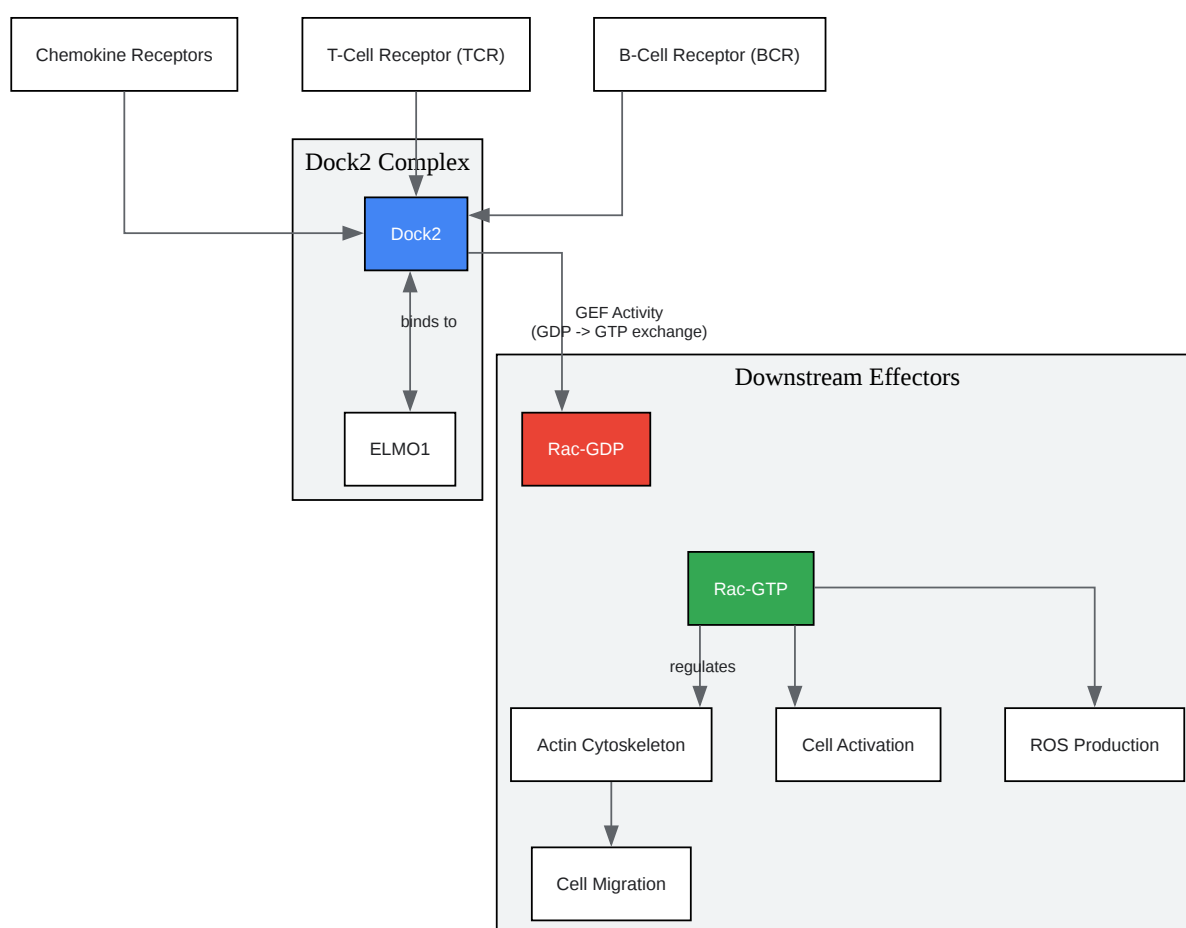 Chemokine Receptors
T-Cell Receptor (TCR)
B-Cell Receptor (BCR)
Dock2 Complex
Dock2
binds to
GEF Activity
(GDP -> GTP exchange)
ELMO1
Downstream Effectors
Rac-GDP
Rac-GTP
regulates
Actin Cytoskeleton
Cell Activation
ROS Production
Cell Migration